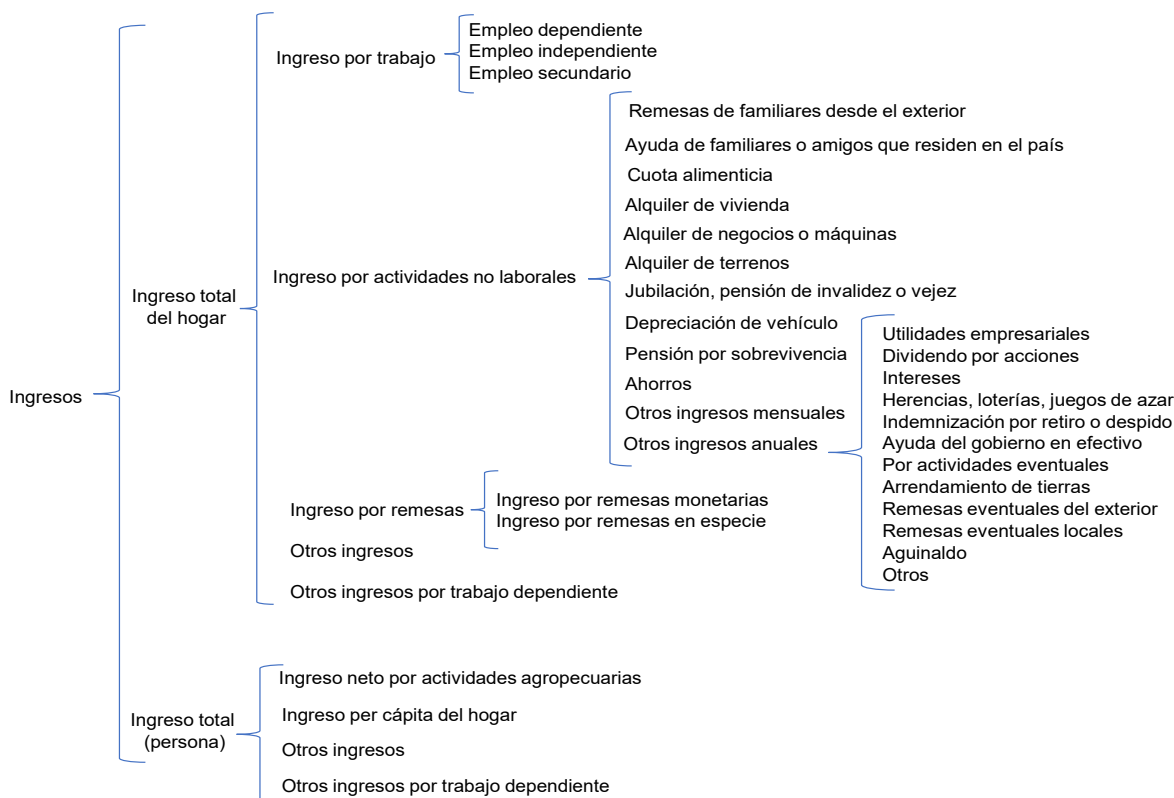 Ingresos
Ingreso total
del hogar
Ingreso por trabajo
Empleo dependiente
Empleo independiente
Empleo secundario
Ingreso por actividades no laborales
Remesas de familiares desde el exterior
Ayuda de familiares o amigos que residen en el país
Cuota alimenticia
Alquiler de vivienda
Alquiler de negocios o máquinas
Alquiler de terrenos
Jubilación, pensión de invalidez o vejez
Depreciación de vehículo
Pensión por sobrevivencia
Ahorros
Otros ingresos mensuales
Otros ingresos anuales
Utilidades empresariales
Dividendo por acciones
Intereses
Herencias, loterías, juegos de azar
Indemnización por retiro o despido
Ayuda del gobierno en efectivo
Por actividades eventuales
Arrendamiento de tierras
Remesas eventuales del exterior
Remesas eventuales locales
Aguinaldo
Otros
Ingreso por remesas
Ingreso por remesas monetarias
Ingreso por remesas en especie
Otros ingresos
Otros ingresos por trabajo dependiente
Ingreso total
(persona)
Ingreso neto por actividades agropecuarias
Ingreso per cápita del hogar
Otros ingresos
Otros ingresos por trabajo dependiente